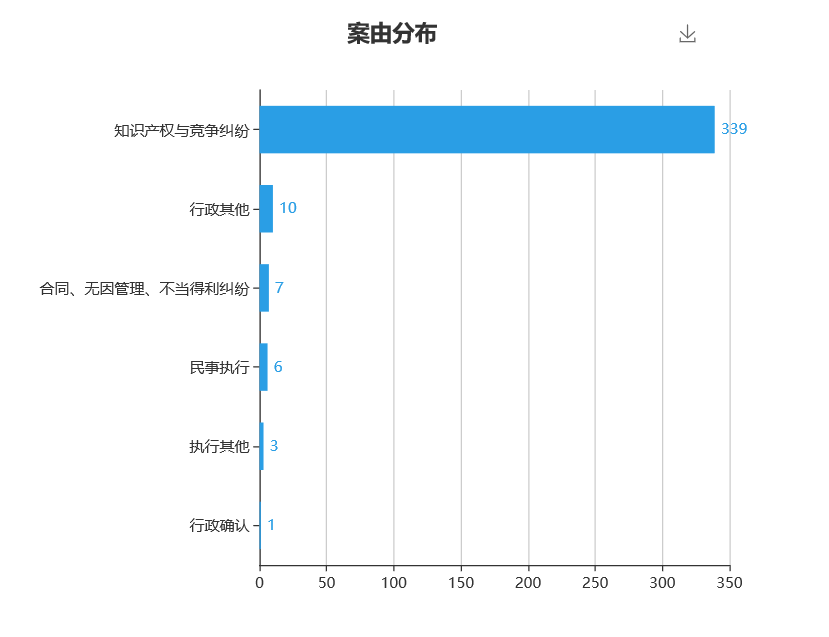 案由分布
知识产权与竞争纠纷
339
行政其他
10
合同、无因管理、不当得利纠纷
7
民事执行
6
执行其他
3
行政确认
1
0 50 100 150 200 250 300 350